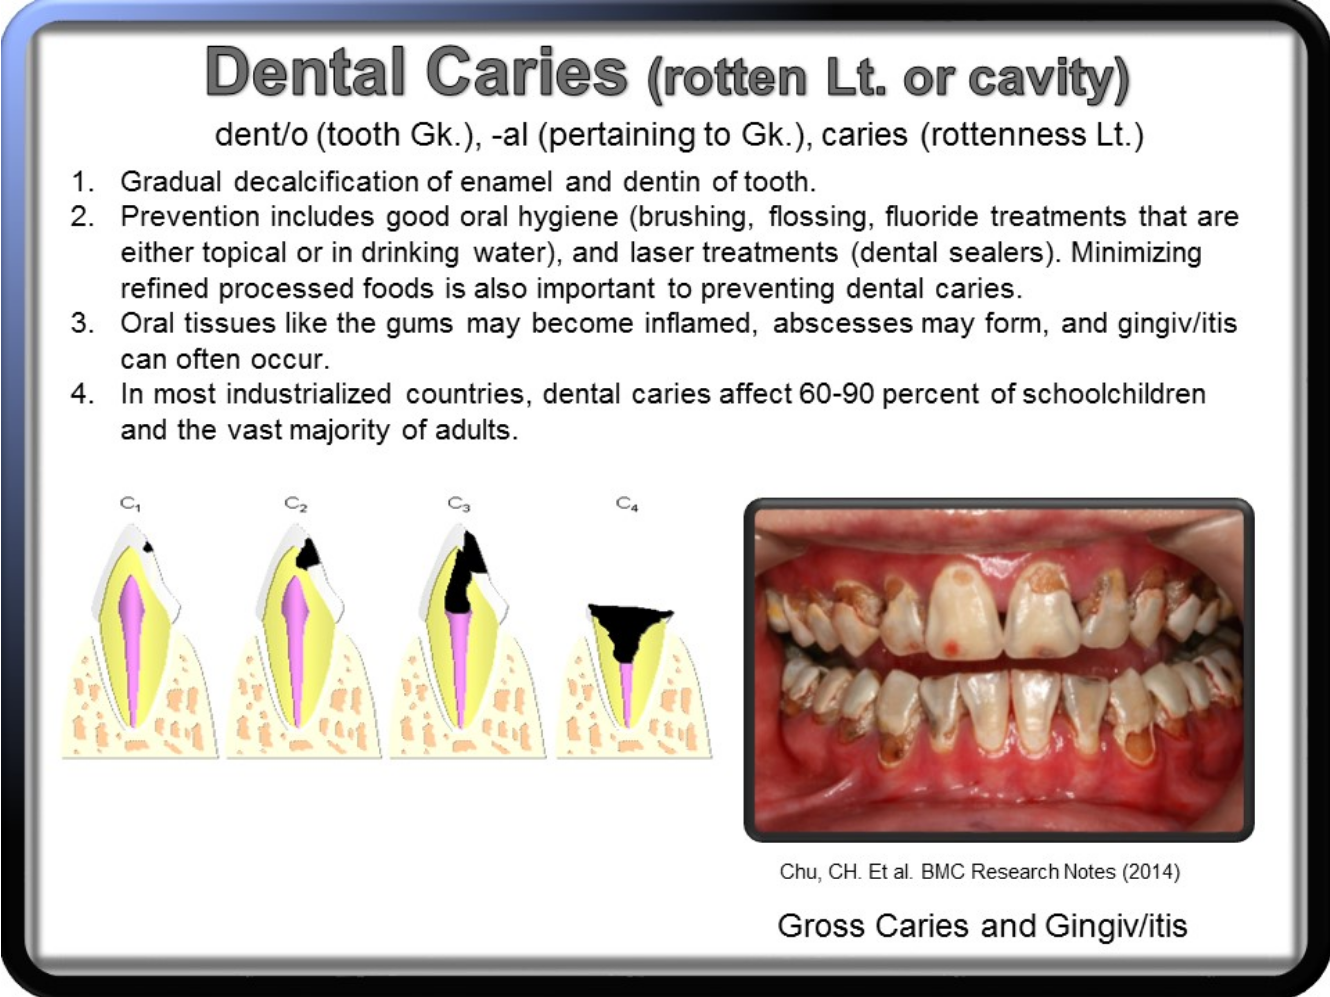 Dental Caries (rotten Lt. or cavity)
dent/o (tooth Gk.), -al (pertaining to Gk.), caries (rottenness Lt.)
1. Gradual decalcification of enamel and dentin of tooth.
2. Prevention includes good oral hygiene (brushing, flossing, fluoride treatments that are
either topical or in drinking water), and laser treatments (dental sealers). Minimizing
refined processed foods is also important to preventing dental caries.
3. Oral tissues like the gums may become inflamed, abscesses may form, and gingiv/itis
can often occur.
4. In most industrialized countries, dental caries affect 60-90 percent of schoolchildren
and the vast majority of adults.
C₁ C₂ C₃ C₄
Chu, CH. Et al. BMC Research Notes (2014)
Gross Caries and Gingiv/itis